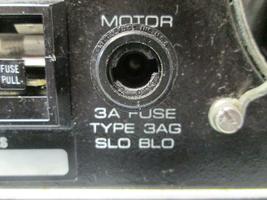 MOTOR
FUSE
PULL
3A FUSE
TYPE 3AG
SLO BLO